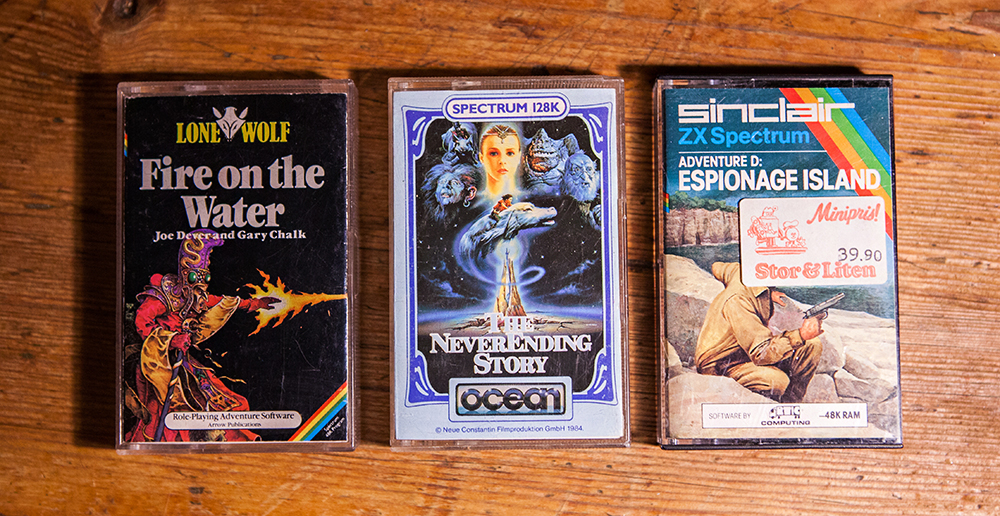 LONE WOLF
Fire on the
Water
Joe Dever and Gary Chalk
Role-Playing Adventure Software
Arrow Publications
SPECTRUM 128K
THE
NEVERENDING
STORY
ocean
© Neue Constantin Filmproduktion GmbH 1984.
sinclair
ZX Spectrum
ADVENTURE D:
ESPIONAGE ISLAND
Minipris!
39.90
Stor & Liten
SOFTWARE BY
COMPUTING
48K RAM